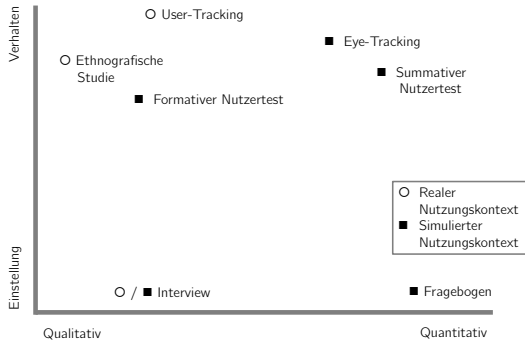 Verhalten
User-Tracking
Eye-Tracking
Ethnografische
Studie
Summativer
Nutzertest
Formativer Nutzertest
Realer
Nutzungskontext
Simulierter
Nutzungskontext
Einstellung
/ Interview
Fragebogen
Qualitativ
Quantitativ